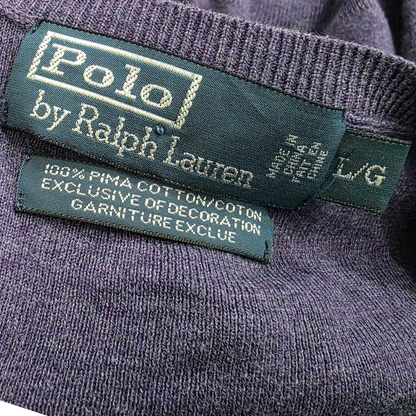 Polo
by Ralph Lauren
MADE IN
CHINA
FAIT EN
CHINE
L/G
100% PIMA COTTON/COTON
EXCLUSIVE OF DECORATION
GARNITURE EXCLUE